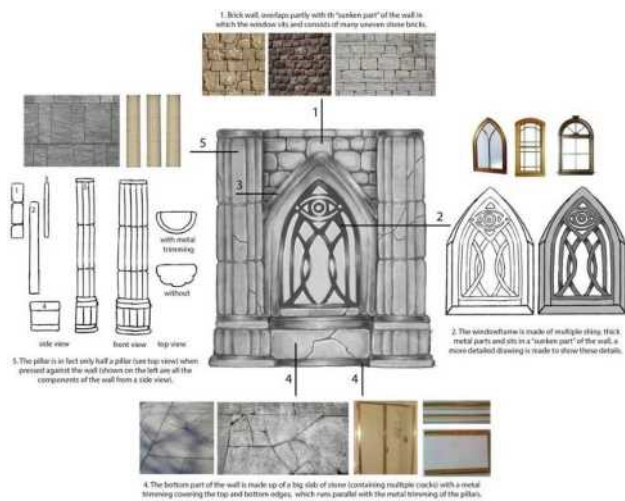 1. Brick wall, overlaps partly with th "sunken part" of the wall in
which the window sits and consists of many uneven stone bricks.
1
5
3
2
1
2
3
4
with metal
trimming
without
side view
front view
top view
5. The pillar is in fact only half a pillar (see top view) when
pressed against the wall (shown on the left are all the
components of the wall from a side view).
2. The windowframe is made of multiple shiny, thick
metal parts and sits in a "sunken part" of the wall, a
more detailed drawing is made to show these details.
4
4
4. The bottom part of the wall is made up of a big slab of stone (containing multiple cracks) with a metal
trimming covering the top and bottom edges, which runs parallel with the metal trimming of the pillars.